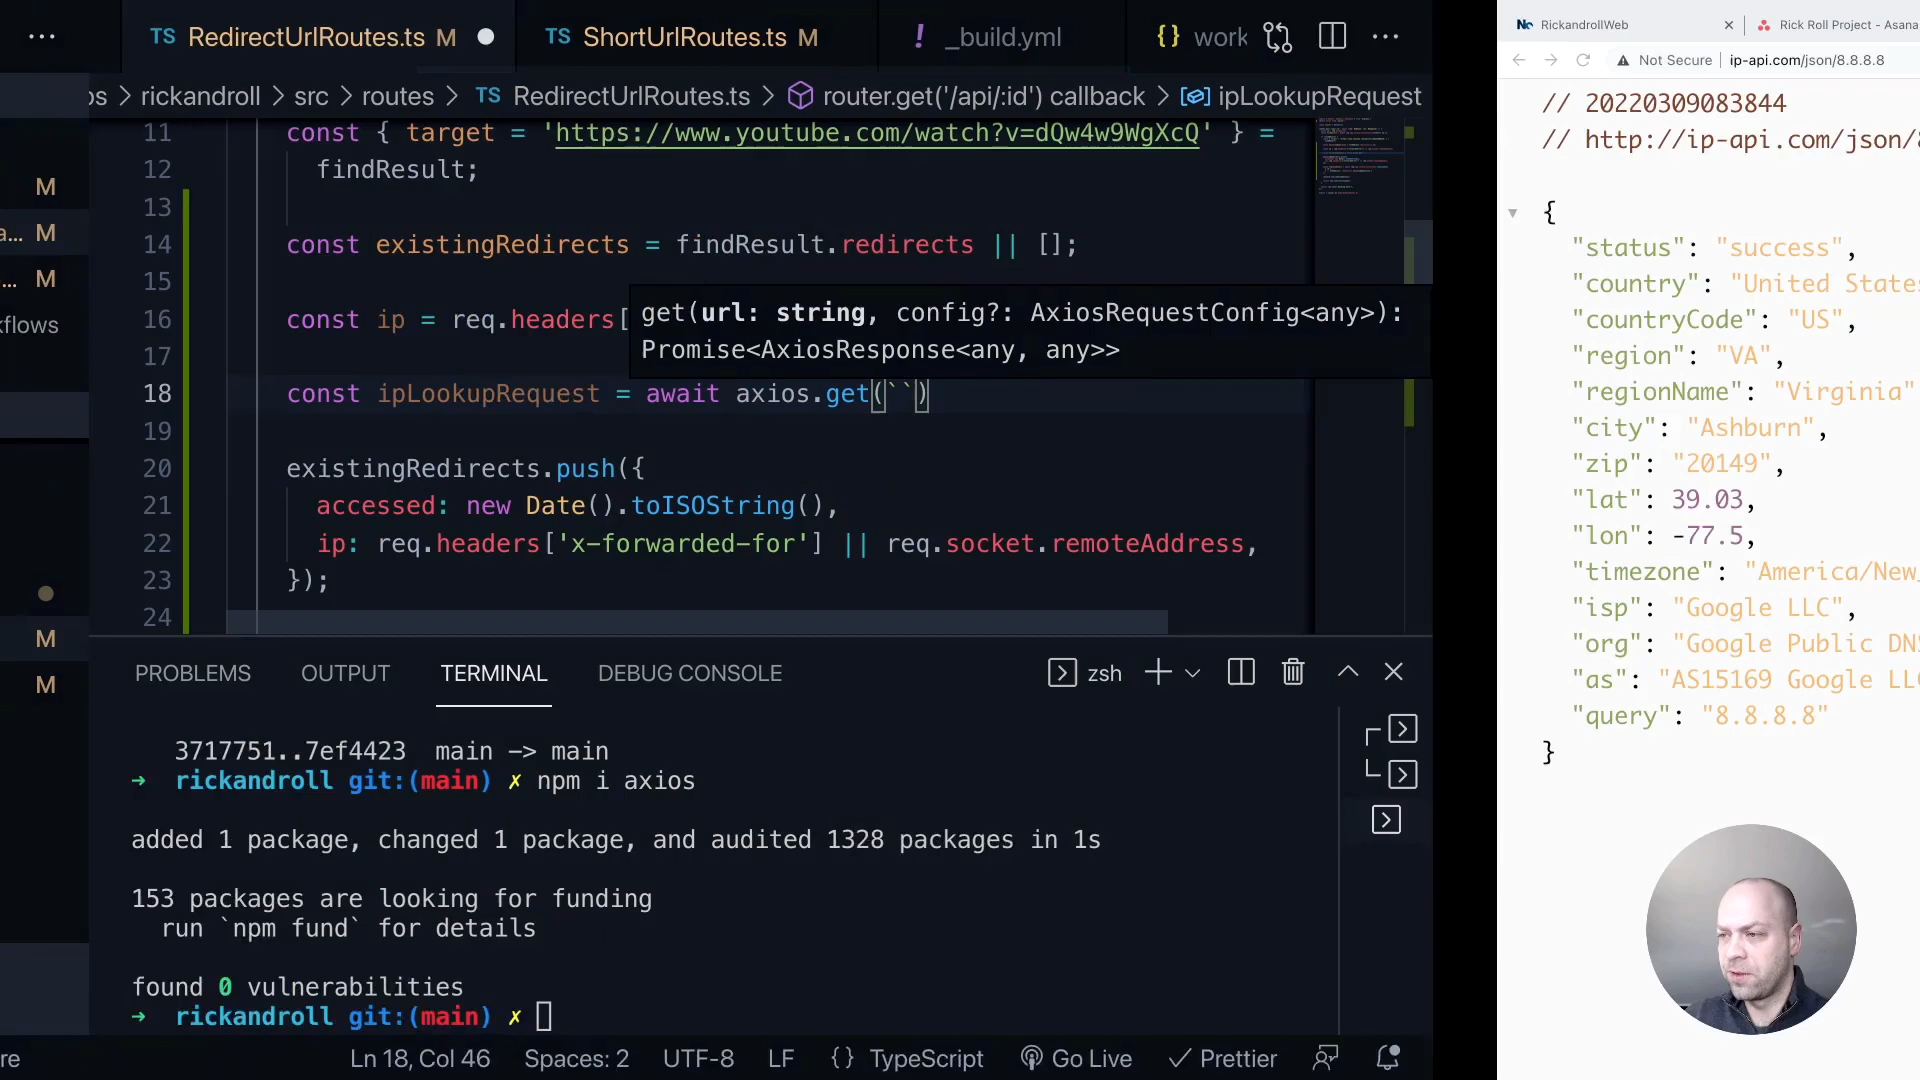 TS RedirectUrlRoutes.ts M TS ShortUrlRoutes.ts M ! _build.yml {} work
ps > rickandroll > src > routes > TS RedirectUrlRoutes.ts > router.get('/api/:id') callback > ipLookupRequest
M
a... M
... M
kflows
M
M
11 const { target = 'https://www.youtube.com/watch?v=dQw4w9WgXcQ' } =
12 findResult;
13
14 const existingRedirects = findResult.redirects || [];
15
16 const ip = req.headers[
17
18 const ipLookupRequest = await axios.get(``)
19
20 existingRedirects.push({
21 accessed: new Date().toISOString(),
22 ip: req.headers['x-forwarded-for'] || req.socket.remoteAddress,
23 });
24
get(url: string, config?: AxiosRequestConfig<any>):
Promise<AxiosResponse<any, any>>
PROBLEMS OUTPUT TERMINAL DEBUG CONSOLE zsh
3717751..7ef4423 main -> main
→ rickandroll git:(main) ✗ npm i axios
added 1 package, changed 1 package, and audited 1328 packages in 1s
153 packages are looking for funding
run `npm fund` for details
found 0 vulnerabilities
→ rickandroll git:(main) ✗
re Ln 18, Col 46 Spaces: 2 UTF-8 LF {} TypeScript Go Live ✓ Prettier
RickandrollWeb × Rick Roll Project - Asana
Not Secure | ip-api.com/json/8.8.8.8
// 20220309083844
// http://ip-api.com/json/8
{
"status": "success",
"country": "United States
"countryCode": "US",
"region": "VA",
"regionName": "Virginia"
"city": "Ashburn",
"zip": "20149",
"lat": 39.03,
"lon": -77.5,
"timezone": "America/New_
"isp": "Google LLC",
"org": "Google Public DNS
"as": "AS15169 Google LLC
"query": "8.8.8.8"
}